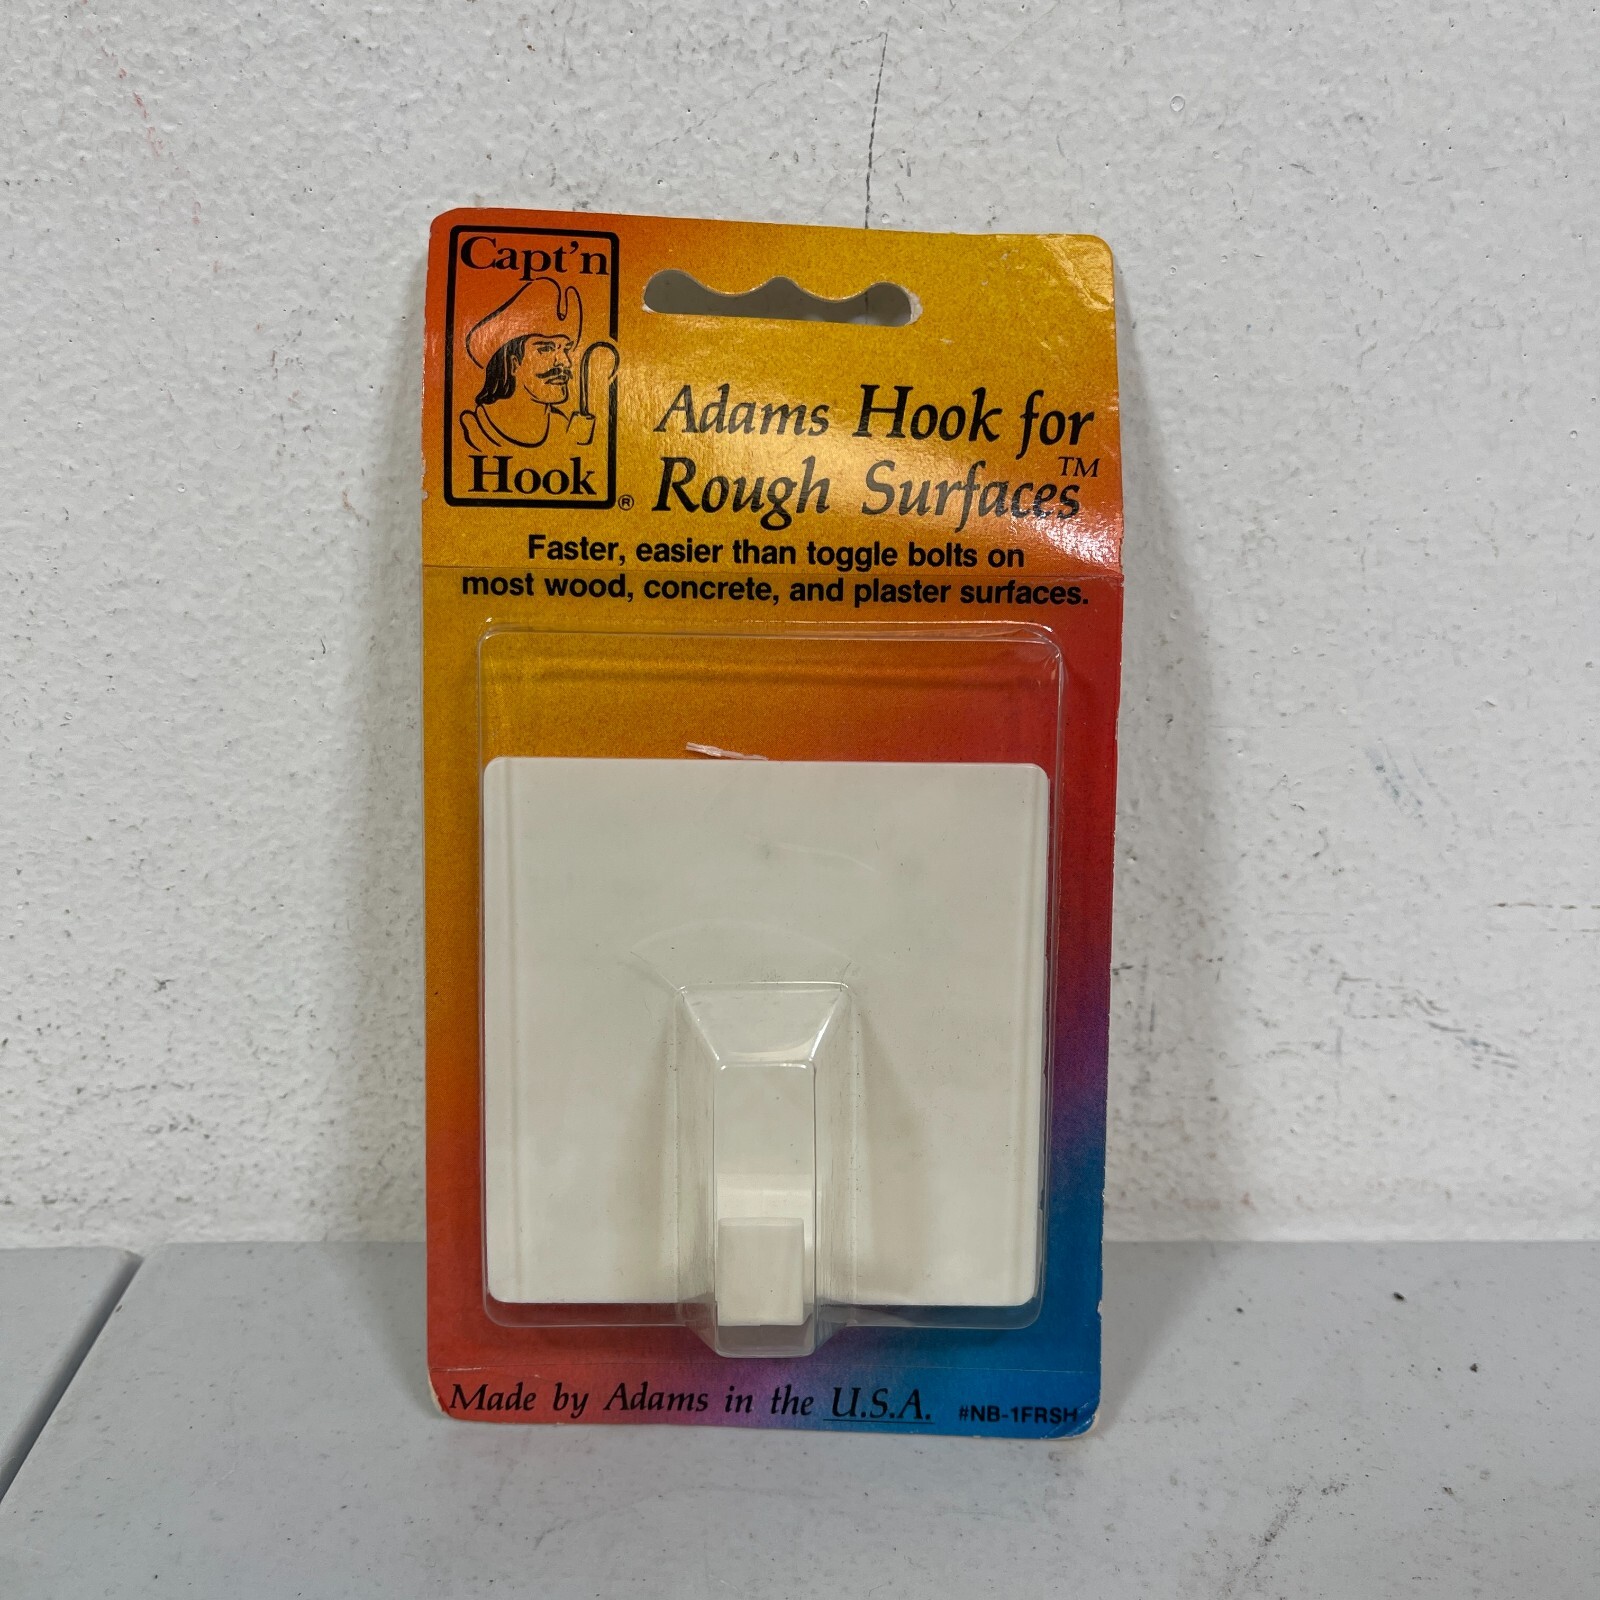 Capt'n
Hook ®
Adams Hook for
Rough Surfaces™
Faster, easier than toggle bolts on
most wood, concrete, and plaster surfaces.
Made by Adams in the U.S.A. #NB-1FRSH